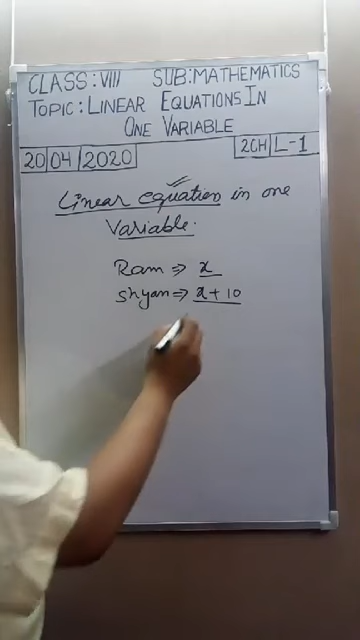 CLASS:VIII SUB:MATHEMATICS
TOPIC: LINEAR EQUATIONS IN
ONE VARIABLE
20 04 2020 2CH L-1
Linear equation in one
Variable.
Ram ⇒ x
Shyam ⇒ x + 10